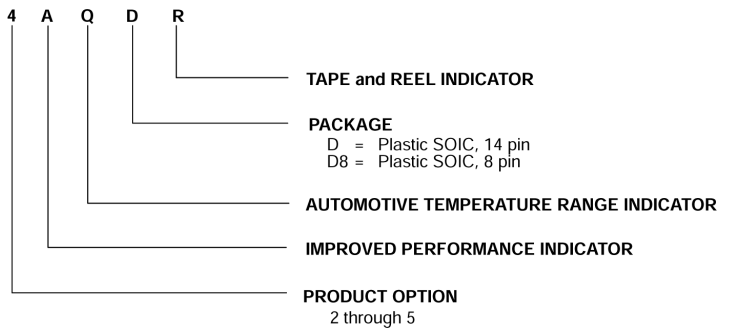 4 A Q D R
TAPE and REEL INDICATOR
PACKAGE
D = Plastic SOIC, 14 pin
D8 = Plastic SOIC, 8 pin
AUTOMOTIVE TEMPERATURE RANGE INDICATOR
IMPROVED PERFORMANCE INDICATOR
PRODUCT OPTION
2 through 5